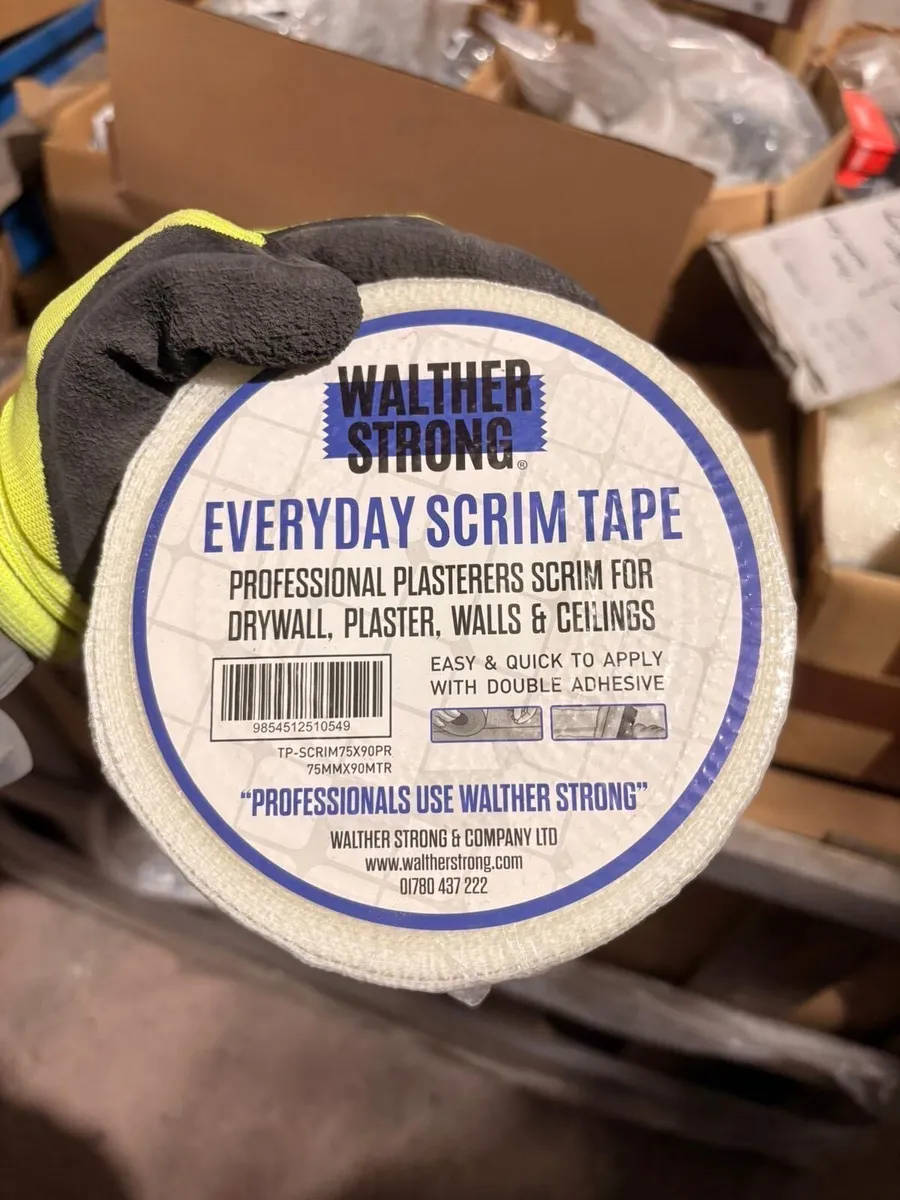 WALTHER
STRONG®
EVERYDAY SCRIM TAPE
PROFESSIONAL PLASTERERS SCRIM FOR
DRYWALL, PLASTER, WALLS & CEILINGS
EASY & QUICK TO APPLY
WITH DOUBLE ADHESIVE
9854512510549
TP-SCRIM75X90PR
75MMX90MTR
“PROFESSIONALS USE WALTHER STRONG”
WALTHER STRONG & COMPANY LTD
www.waltherstrong.com
01780 437 222